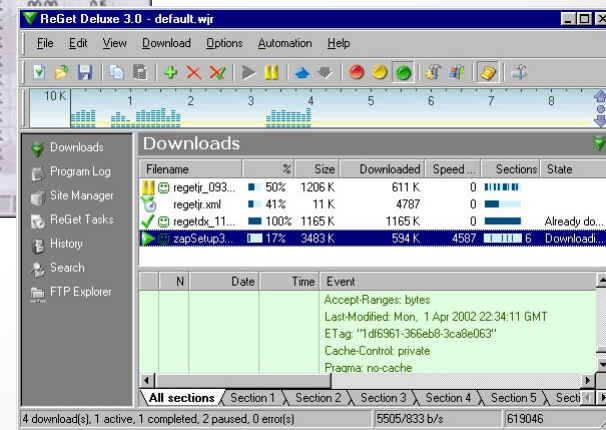 ReGet Deluxe 3.0 - default.wjr
File Edit View Download Options Automation Help
10 K 1 2 3 4 5 6 7 8
Downloads
Program Log
Site Manager
ReGet Tasks
History
Search
FTP Explorer
Downloads
Filename % Size Downloaded Speed ... Sections State
regetjr_093... 50% 1206 K 611 K 0
regetjr.xml 41% 11 K 4787 0
regetdx_11... 100% 1165 K 1165 K 0 Already do...
zapSetup3... 17% 3483 K 594 K 4587 6 Downloadi...
N Date Time Event
Accept-Ranges: bytes
Last-Modified: Mon, 1 Apr 2002 22:34:11 GMT
ETag: "1df6961-366eb8-3ca8e063"
Cache-Control: private
Pragma: no-cache
All sections Section 1 Section 2 Section 3 Section 4 Section 5 Secti
4 download(s), 1 active, 1 completed, 2 paused, 0 error(s) 5505/833 b/s 619046